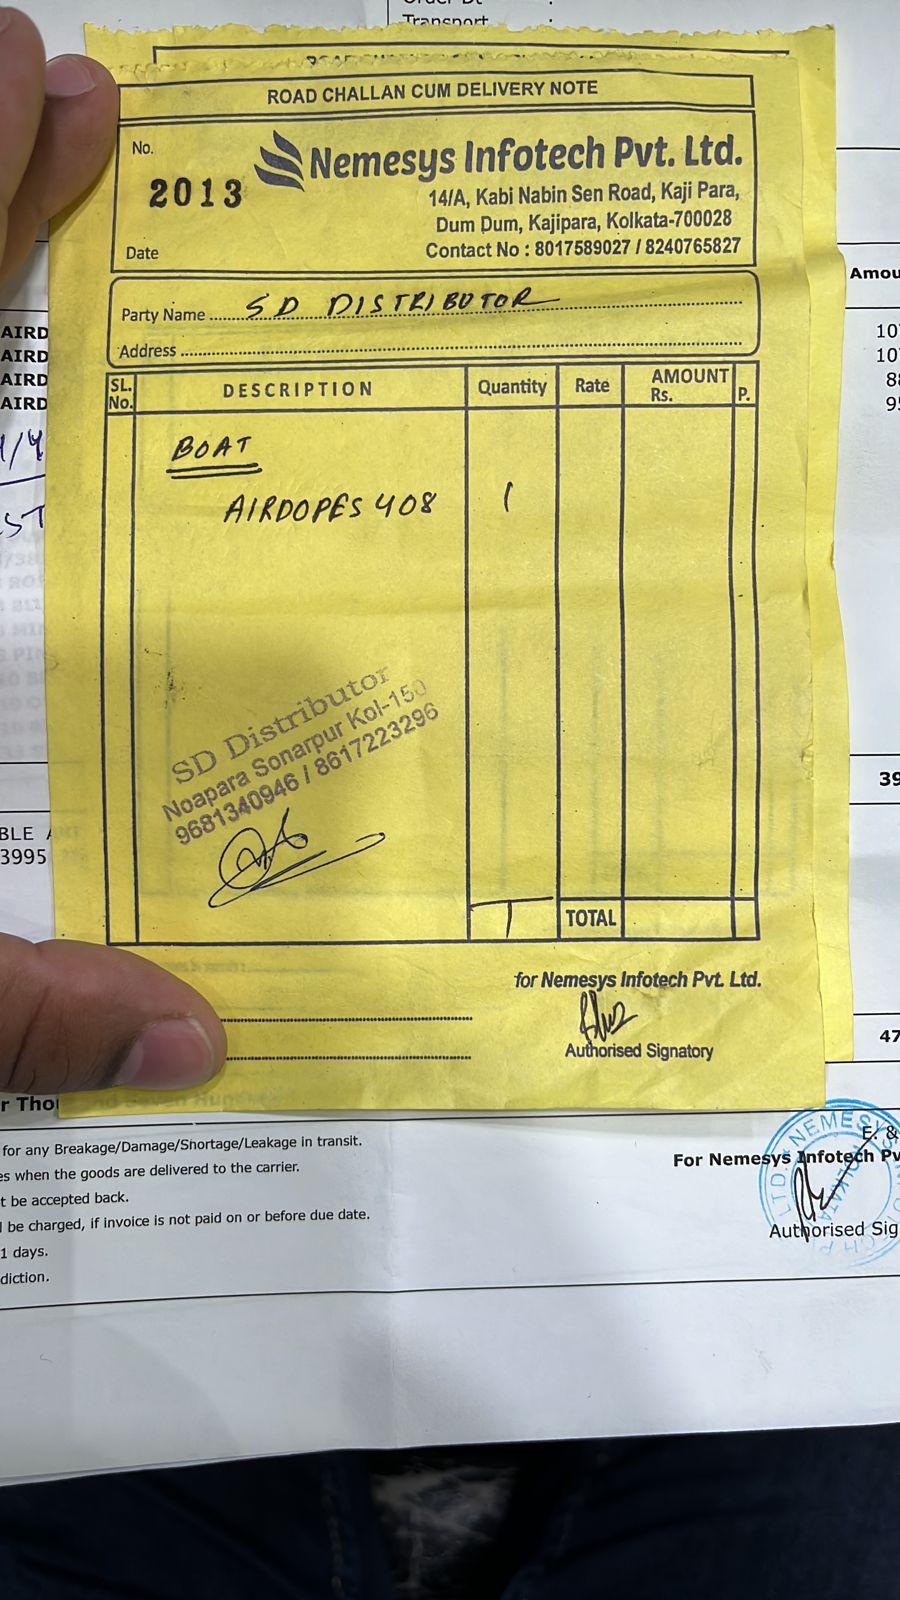 Order Dt :
Transport :
ROAD CHALLAN CUM DELIVERY NOTE
No.
2013
Nemesys Infotech Pvt. Ltd.
14/A, Kabi Nabin Sen Road, Kaji Para,
Dum Dum, Kajipara, Kolkata-700028
Date
Contact No : 8017589027 / 8240765827
Amou
Party Name SD DISTRIBUTOR
Address
AIRD 10
AIRD 10
AIRD 8
AIRD 9
SL. No. DESCRIPTION Quantity Rate AMOUNT Rs. P.
BOAT
AIRDOPES 408 1
SD Distributor
Noapara Sonarpur Kol-150
9681340946 / 8617223296
39
BLE
3995
1 TOTAL
for Nemesys Infotech Pvt. Ltd.
Authorised Signatory
47
r Tho
for any Breakage/Damage/Shortage/Leakage in transit.
E. &
es when the goods are delivered to the carrier.
For Nemesys Infotech Pv
t be accepted back.
l be charged, if invoice is not paid on or before due date.
Authorised Sig
1 days.
diction.